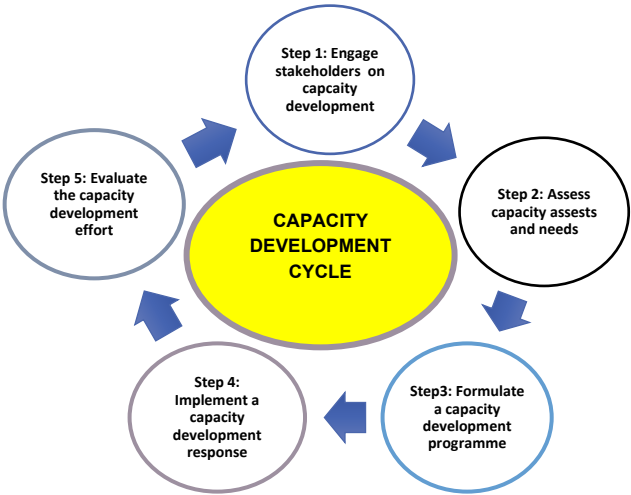 Step 1: Engage
stakeholders on
capcaity
development
Step 5: Evaluate
the capacity
development
effort
CAPACITY
DEVELOPMENT
CYCLE
Step 2: Assess
capacity assests
and needs
Step 4:
Implement a
capacity
development
response
Step3: Formulate
a capacity
development
programme